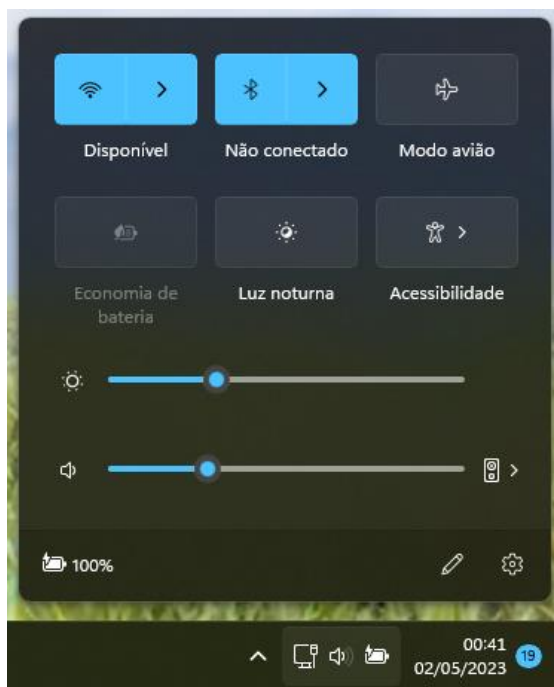 Disponível
Não conectado
Modo avião
Economia de
bateria
Luz noturna
Acessibilidade
100%
00:41
02/05/2023
19